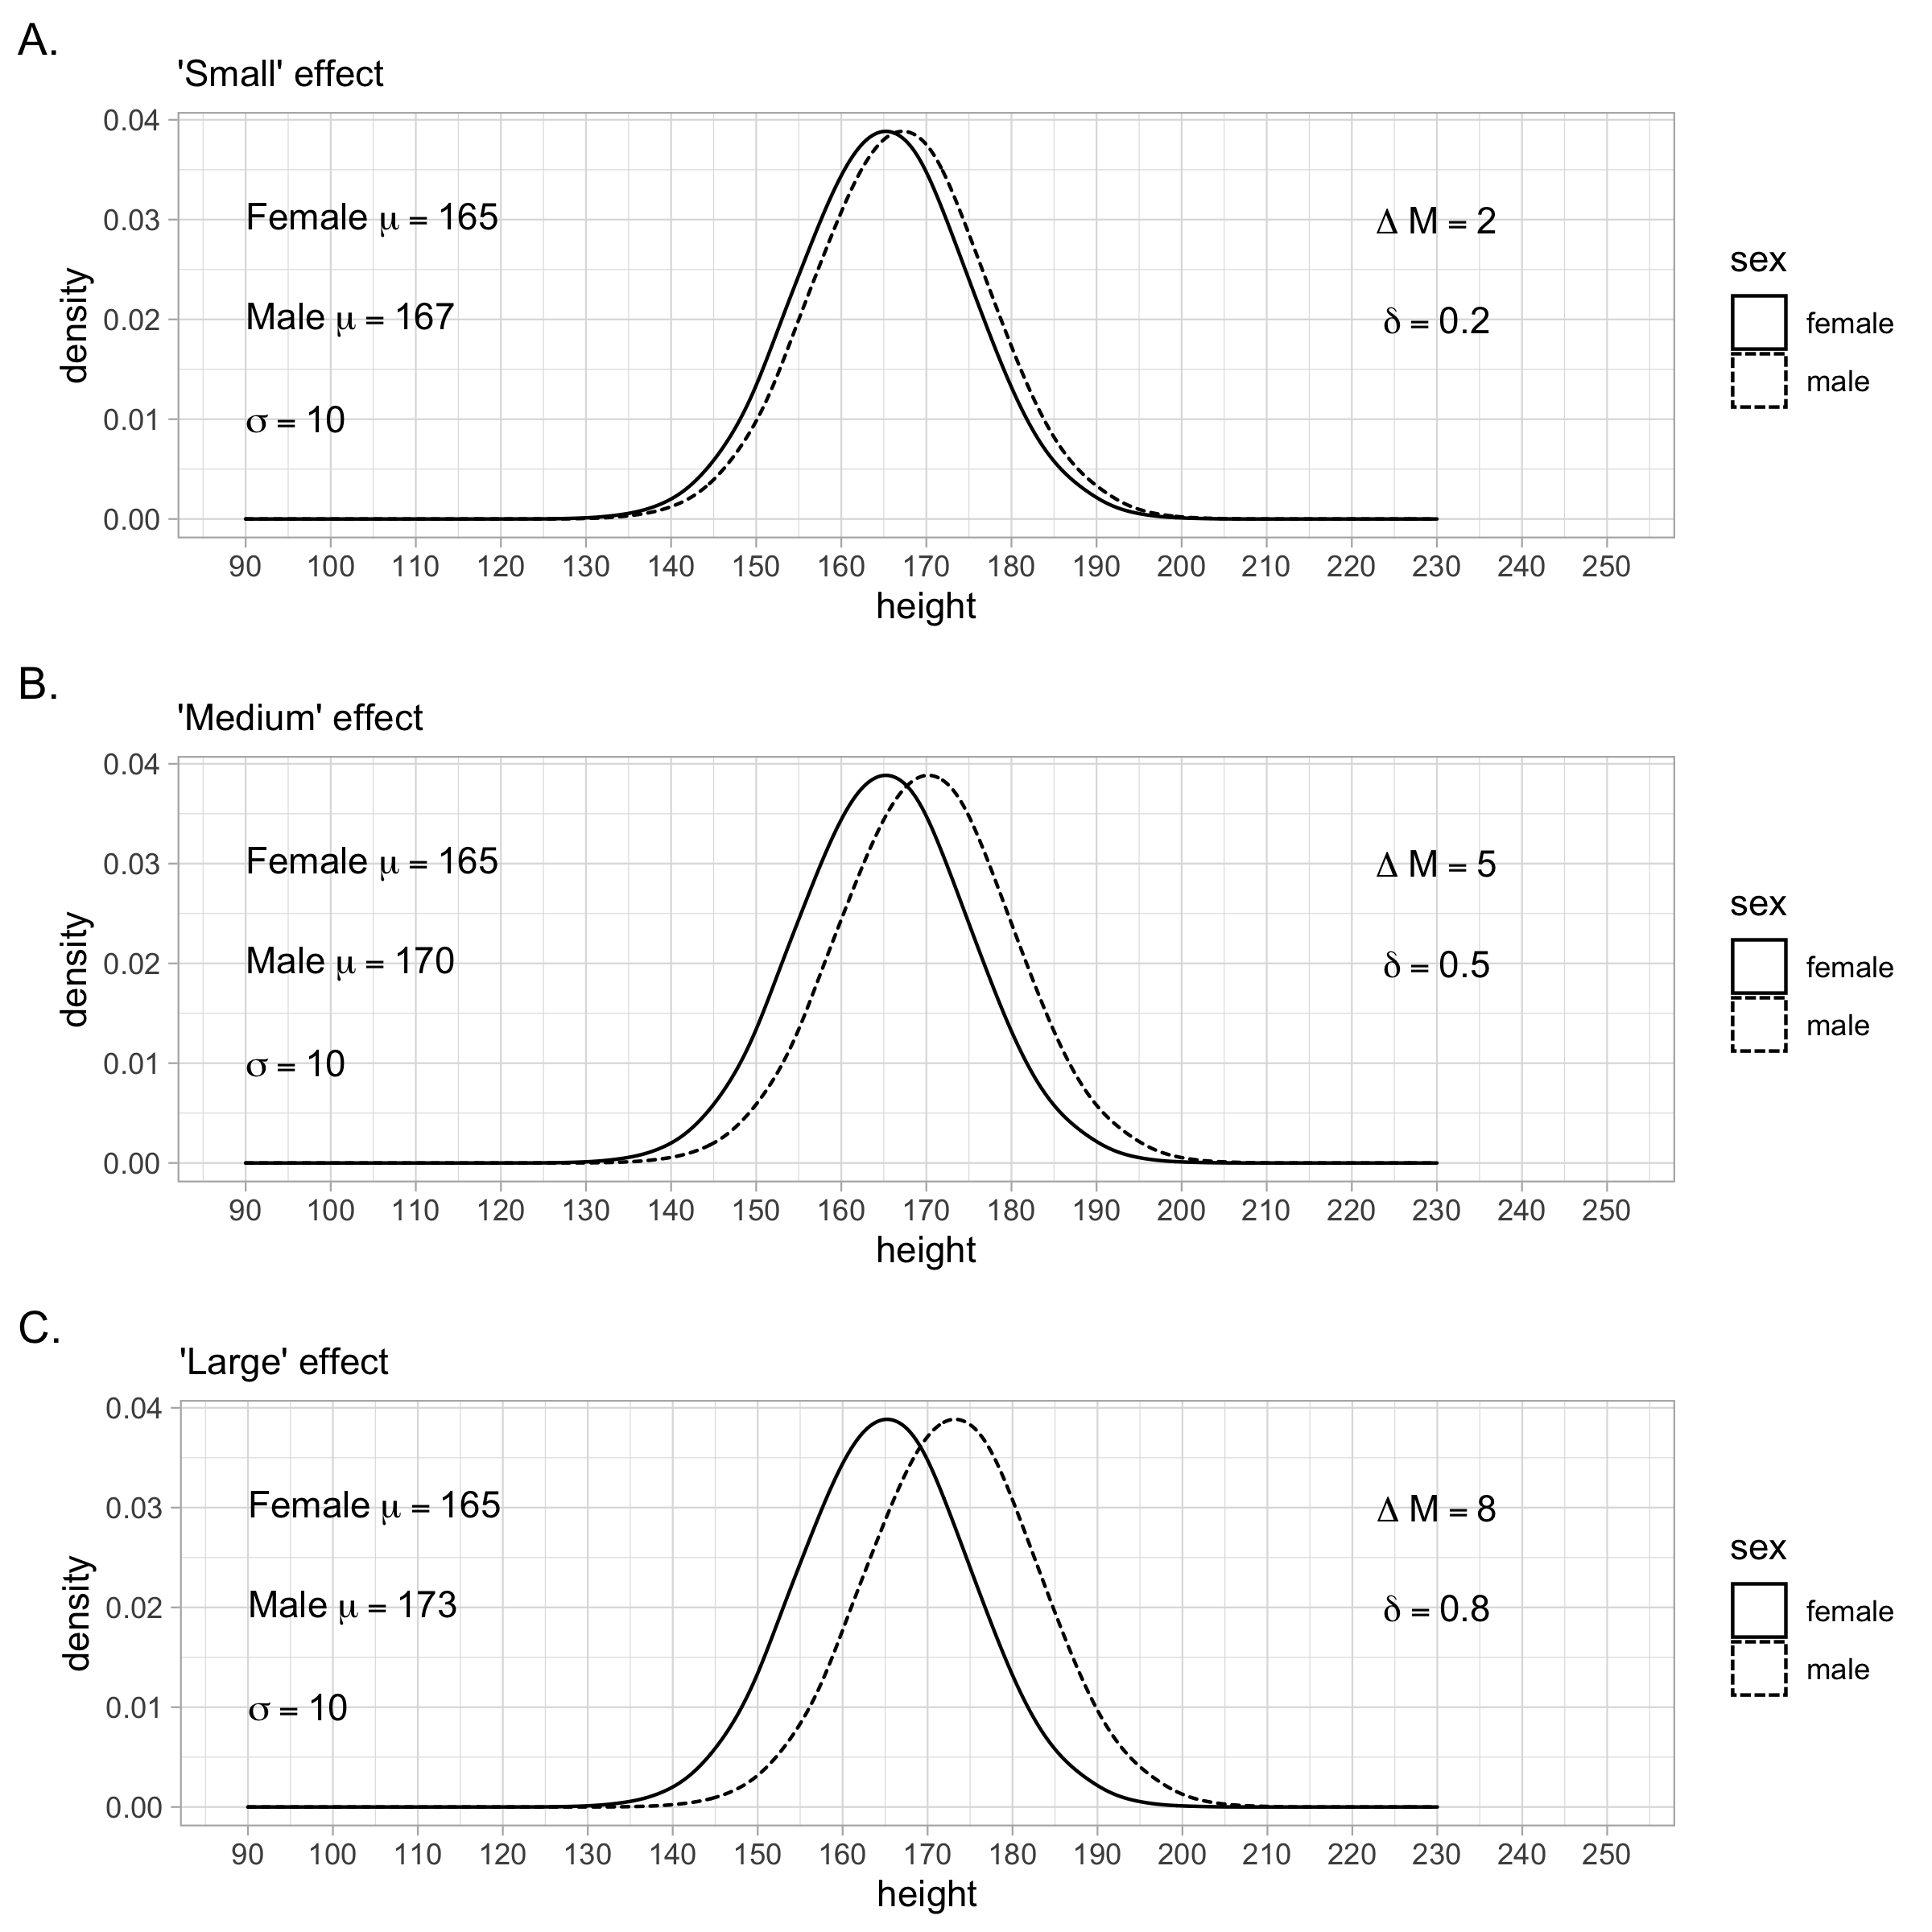 A.
'Small' effect
0.04
0.03
0.02
0.01
0.00
density
Female μ = 165
Male μ = 167
σ = 10
Δ M = 2
δ = 0.2
90 100 110 120 130 140 150 160 170 180 190 200 210 220 230 240 250
height
sex
female
male
B.
'Medium' effect
0.04
0.03
0.02
0.01
0.00
density
Female μ = 165
Male μ = 170
σ = 10
Δ M = 5
δ = 0.5
90 100 110 120 130 140 150 160 170 180 190 200 210 220 230 240 250
height
sex
female
male
C.
'Large' effect
0.04
0.03
0.02
0.01
0.00
density
Female μ = 165
Male μ = 173
σ = 10
Δ M = 8
δ = 0.8
90 100 110 120 130 140 150 160 170 180 190 200 210 220 230 240 250
height
sex
female
male